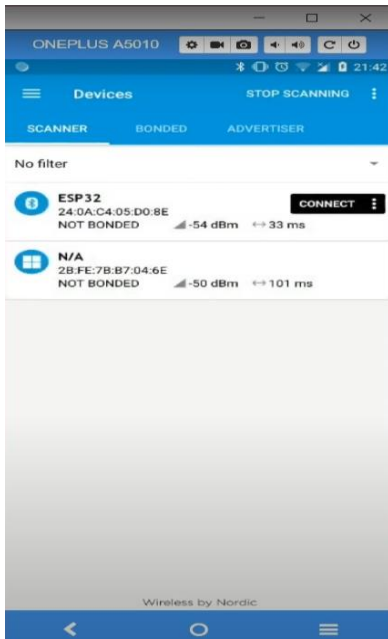 ONEPLUS A5010
21:42
Devices
STOP SCANNING
SCANNER BONDED ADVERTISER
No filter
ESP32
CONNECT
24:0A:C4:05:D0:8E
NOT BONDED -54 dBm ↔33 ms
N/A
2B:FE:7B:B7:04:6E
NOT BONDED -50 dBm ↔101 ms
Wireless by Nordic